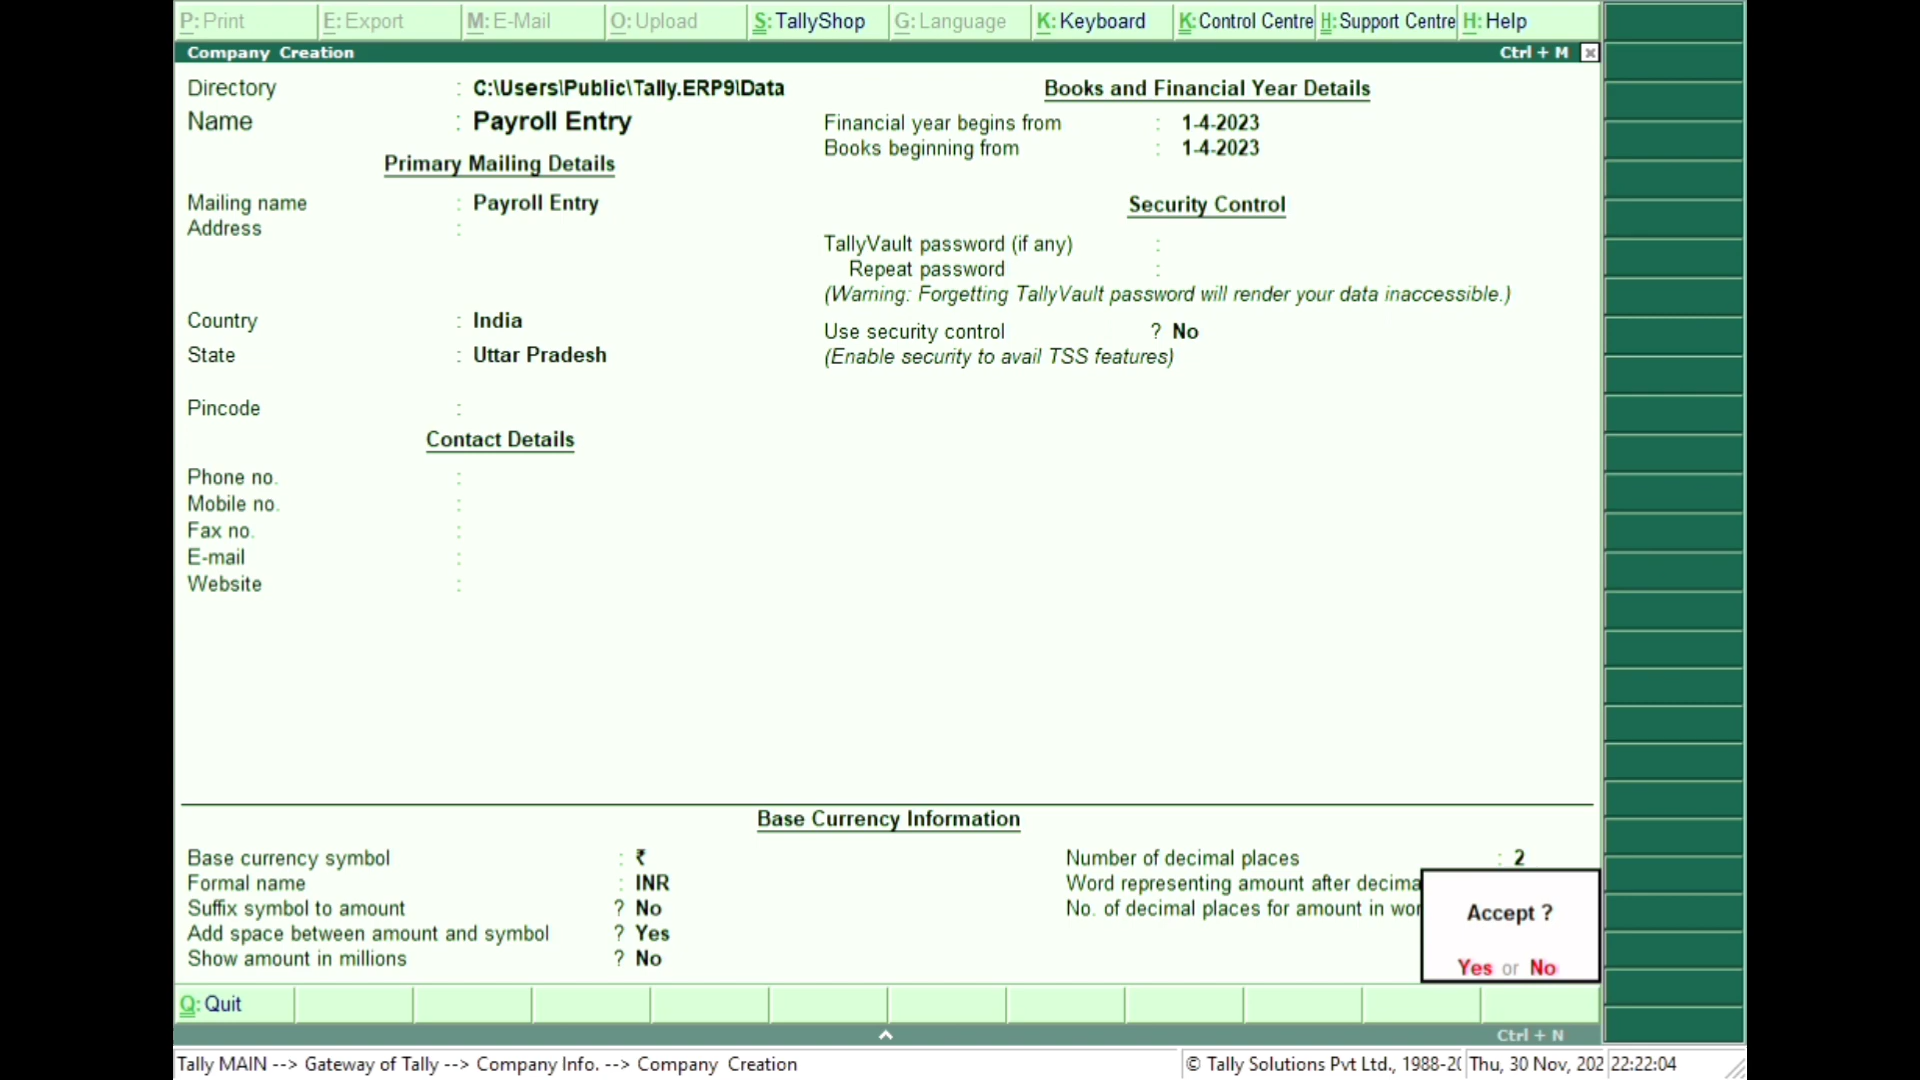 P: Print E: Export M: E-Mail O: Upload S: TallyShop G: Language K: Keyboard K: Control Centre H: Support Centre H: Help
Company Creation Ctrl + M
Directory : C:\Users\Public\Tally.ERP9\Data
Name : Payroll Entry
Primary Mailing Details
Mailing name : Payroll Entry
Address :
Country : India
State : Uttar Pradesh
Pincode :
Contact Details
Phone no. :
Mobile no. :
Fax no. :
E-mail :
Website :
Books and Financial Year Details
Financial year begins from : 1-4-2023
Books beginning from : 1-4-2023
Security Control
TallyVault password (if any) :
Repeat password :
(Warning: Forgetting TallyVault password will render your data inaccessible.)
Use security control ? No
(Enable security to avail TSS features)
Base Currency Information
Base currency symbol : ₹
Formal name : INR
Suffix symbol to amount ? No
Add space between amount and symbol ? Yes
Show amount in millions ? No
Number of decimal places : 2
Word representing amount after decima
No. of decimal places for amount in wor
Accept ?
Yes or No
Q: Quit
Ctrl + N
Tally MAIN --> Gateway of Tally --> Company Info. --> Company Creation © Tally Solutions Pvt Ltd., 1988-20 Thu, 30 Nov, 202 22:22:04